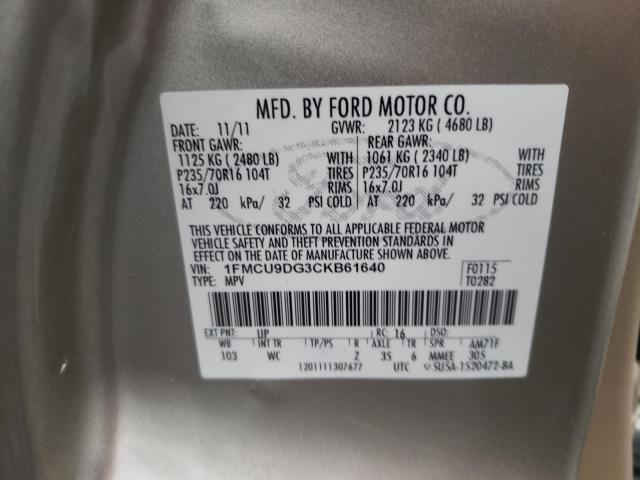 MFD. BY FORD MOTOR CO.
DATE: 11/11 GVWR: 2123 KG ( 4680 LB)
FRONT GAWR: REAR GAWR:
1125 KG ( 2480 LB) WITH 1061 KG ( 2340 LB) WITH
P235/70R16 104T TIRES P235/70R16 104T TIRES
16x7.0J RIMS 16x7.0J RIMS
AT 220 kPa/ 32 PSI COLD AT 220 kPa/ 32 PSI COLD
THIS VEHICLE CONFORMS TO ALL APPLICABLE FEDERAL MOTOR
VEHICLE SAFETY AND THEFT PREVENTION STANDARDS IN
EFFECT ON THE DATE OF MANUFACTURE SHOWN ABOVE.
VIN: 1FMCU9DG3CKB61640 F0115
TYPE: MPV T0282
EXT PNT: UP RC: 16 DSO:
WB INT TR TP/PS R AXLE TR SPR AM71F
103 WC Z 35 6 MMEE 305
1201111307677 UTC SU5A-1520472-BA